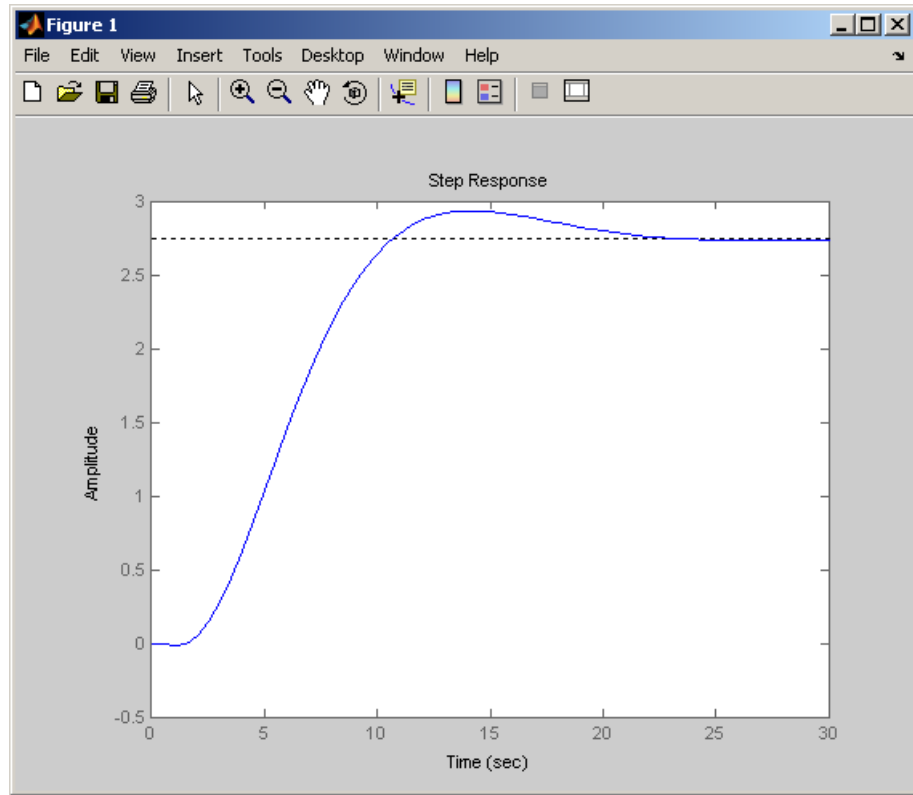 Figure 1
File Edit View Insert Tools Desktop Window Help
Step Response
3
2.5
2
1.5
1
0.5
0
-0.5
Amplitude
0 5 10 15 20 25 30
Time (sec)